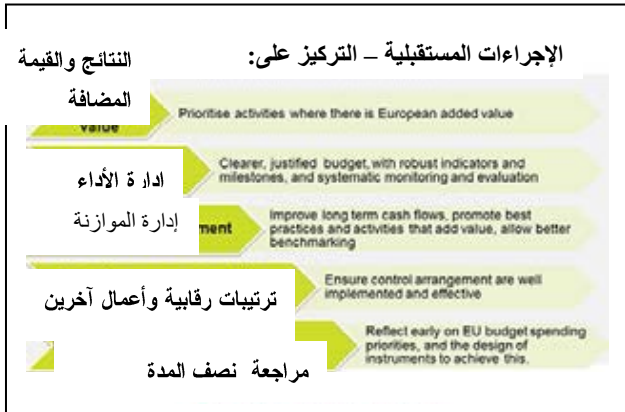 الإجراءات المستقبلية – التركيز على:
النتائج والقيمة
المضافة
value
Prioritise activities where there is European added value
ادارة الأداء
Clearer, justified budget, with robust indicators and
milestones, and systematic monitoring and evaluation
إدارة الموازنة
ment
Improve long term cash flows, promote best
practices and activities that add value, allow better
benchmarking
ترتيبات رقابية وأعمال آخرين
Ensure control arrangement are well
implemented and effective
مراجعة نصف المدة
Reflect early on EU budget spending
priorities, and the design of
instruments to achieve this.